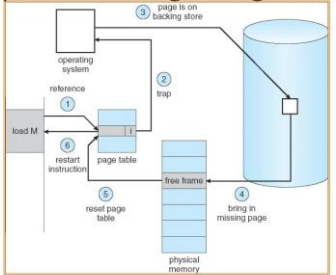 3
page is on
backing store
operating
system
2
trap
reference
1
load M
i
6
restart
instruction
page table
free frame
5
reset page
table
4
bring in
missing page
physical
memory